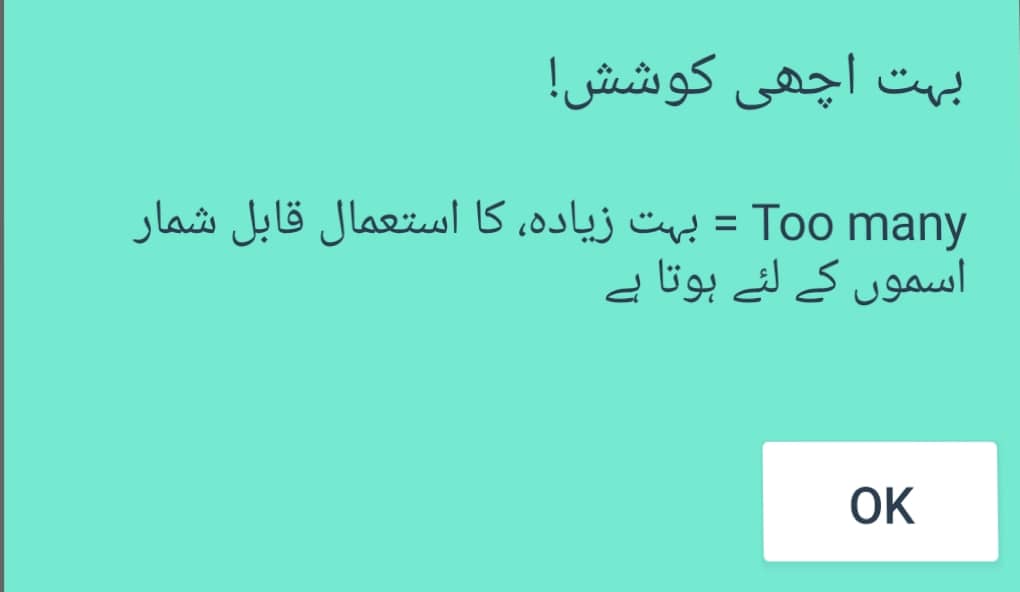 بہت اچھی کوشش!
Too many = بہت زیادہ، کا استعمال قابل شمار
اسموں کے لئے ہوتا ہے
OK